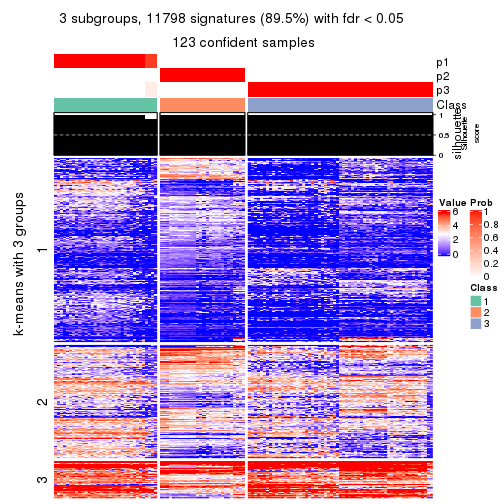 3 subgroups, 11798 signatures (89.5%) with fdr < 0.05
123 confident samples
p1
p2
p3
Class
silhouette
Silhouette
score
1
0.5
0
k-means with 3 groups
1
2
3
Value
6
4
2
0
Prob
1
0.8
0.6
0.4
0.2
0
Class
1
2
3